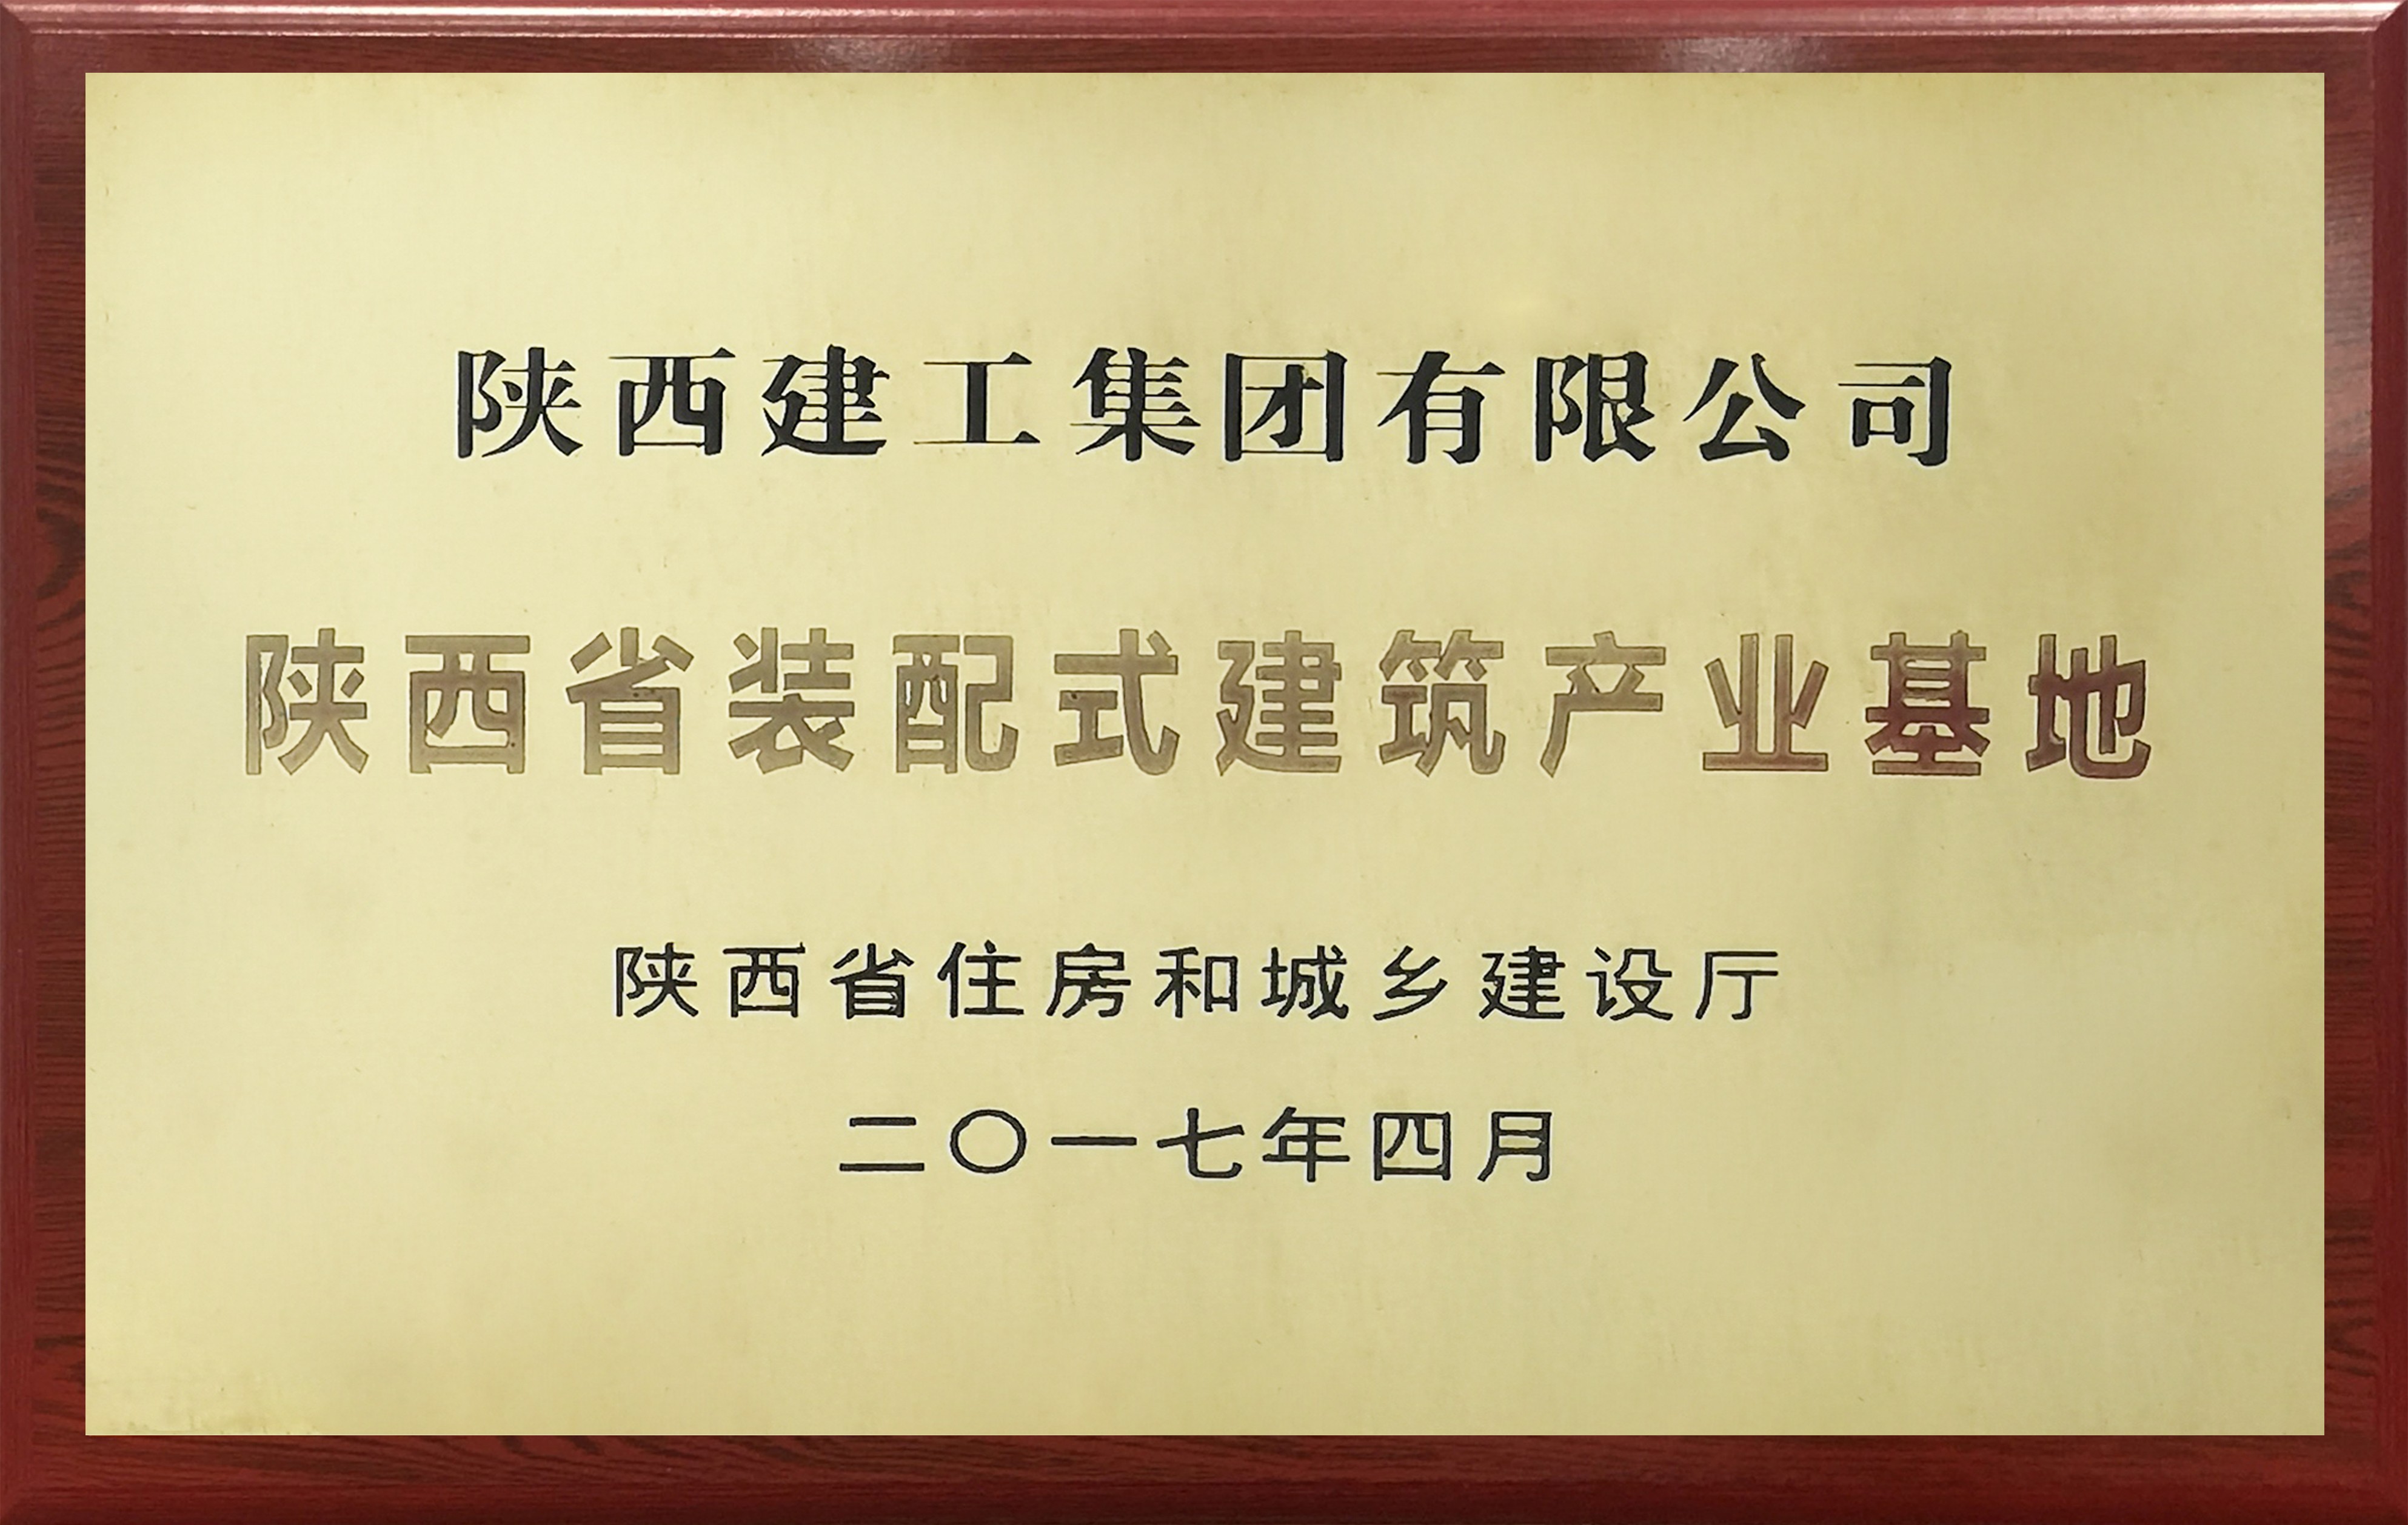 陕西建工集团有限公司
陕西省装配式建筑产业基地
陕西省住房和城乡建设厅
二〇一七年四月